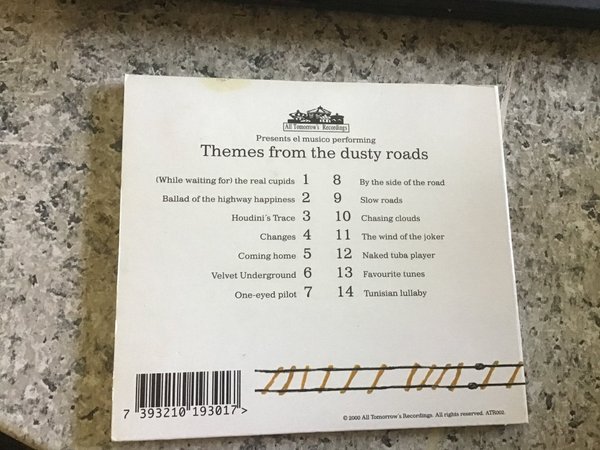 All Tomorrow's Recordings
Presents el musico performing
Themes from the dusty roads
(While waiting for) the real cupids 1
Ballad of the highway happiness 2
Houdini's Trace 3
Changes 4
Coming home 5
Velvet Underground 6
One-eyed pilot 7
8 By the side of the road
9 Slow roads
10 Chasing clouds
11 The wind of the joker
12 Naked tuba player
13 Favourite tunes
14 Tunisian lullaby
7 393210 193017 >
© 2000 All Tomorrow's Recordings. All rights reserved. ATR002.